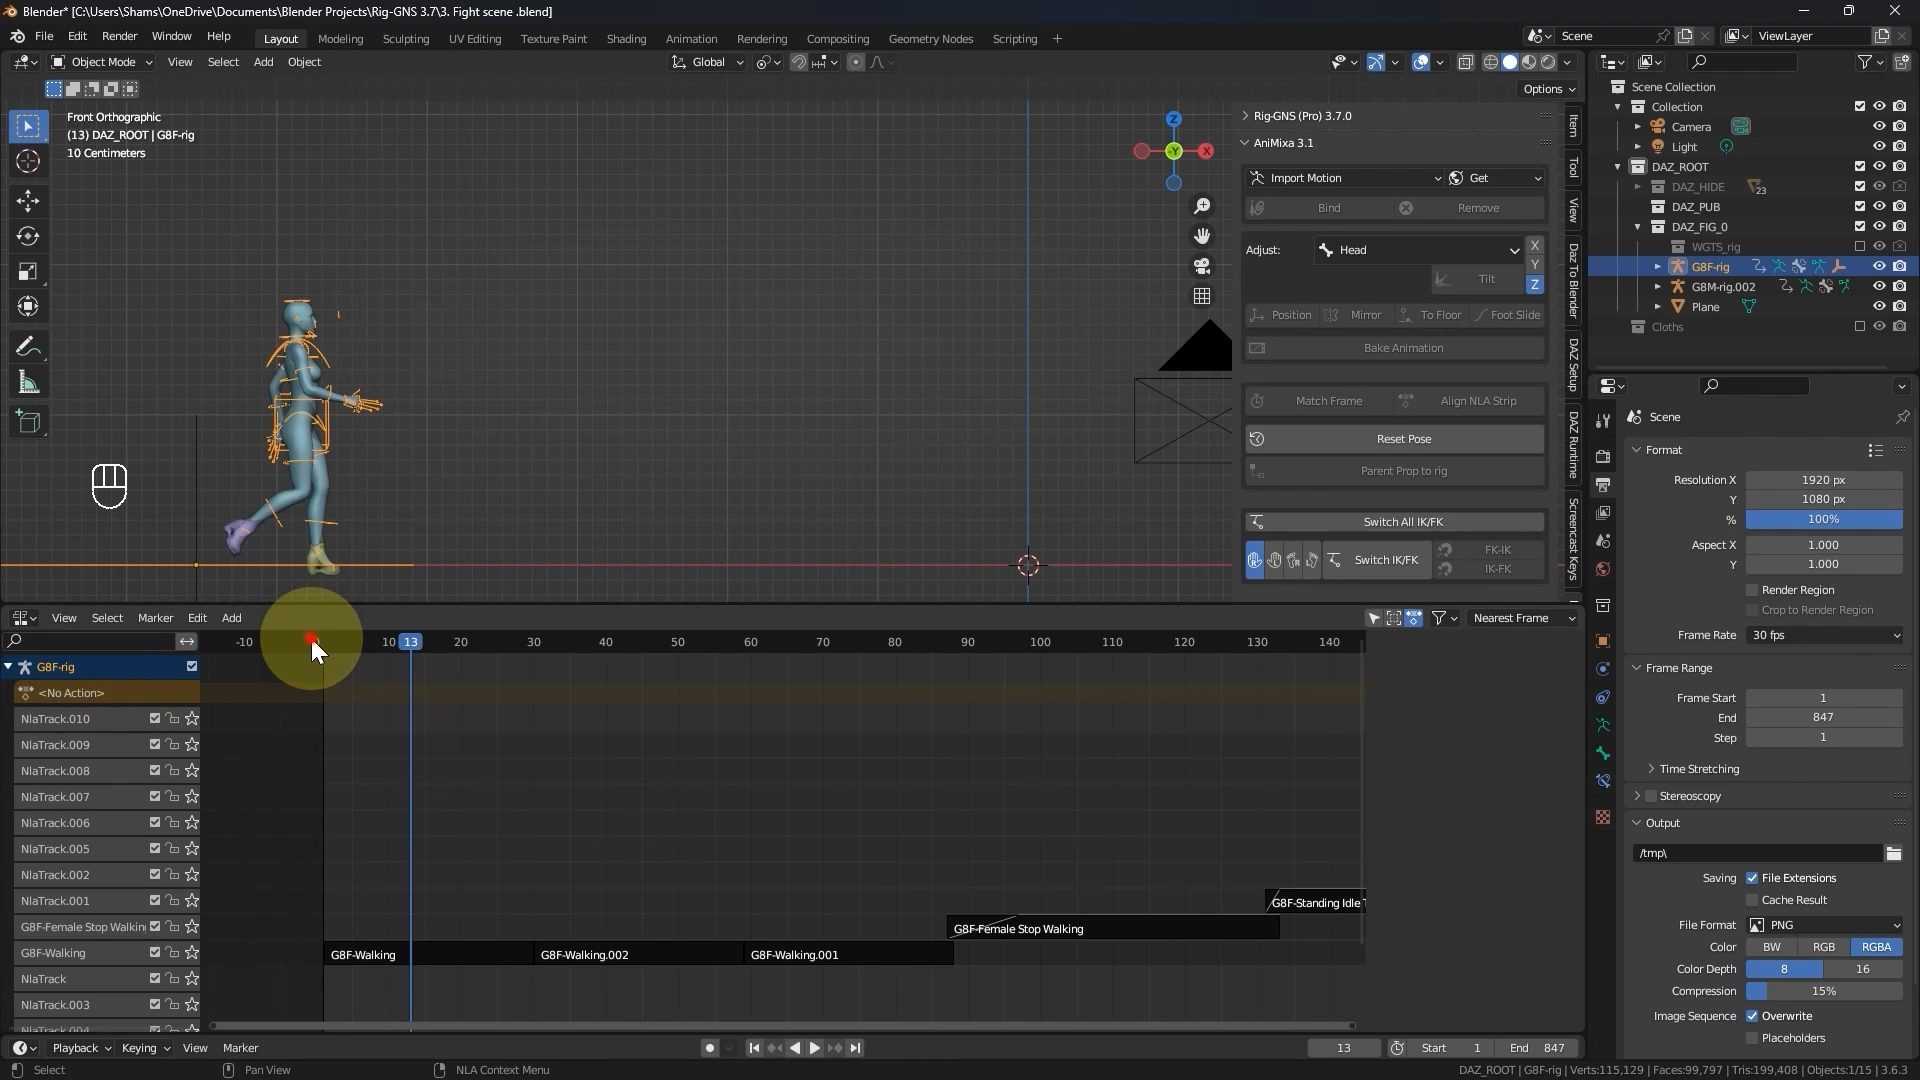 Blender* [C:\Users\Shams\OneDrive\Documents\Blender Projects\Rig-GNS 3.7\3. Fight scene .blend]
File Edit Render Window Help Layout Modeling Sculpting UV Editing Texture Paint Shading Animation Rendering Compositing Geometry Nodes Scripting + Scene ViewLayer
Object Mode View Select Add Object Global
Options
Front Orthographic
(13) DAZ_ROOT | G8F-rig
10 Centimeters
Z
X
-Y
Rig-GNS (Pro) 3.7.0
AniMixa 3.1
Import Motion Get
Bind Remove
Adjust: Head X
Y
Tilt Z
Position Mirror To Floor Foot Slide
Bake Animation
Match Frame Align NLA Strip
Reset Pose
Parent Prop to rig
Switch All IK/FK
Switch IK/FK FK-IK
IK-FK
Item
Tool
View
Daz To Blender
DAZ Setup
DAZ Runtime
Screencast Keys
Scene Collection
Collection
Camera
Light
DAZ_ROOT
DAZ_HIDE 23
DAZ_PUB
DAZ_FIG_0
WGTS_rig
G8F-rig
G8M-rig.002
Plane
Cloths
Scene
Format
Resolution X 1920 px
Y 1080 px
% 100%
Aspect X 1.000
Y 1.000
Render Region
Crop to Render Region
Frame Rate 30 fps
Frame Range
Frame Start 1
End 847
Step 1
Time Stretching
Stereoscopy
Output
/tmp\
Saving File Extensions
Cache Result
File Format PNG
Color BW RGB RGBA
Color Depth 8 16
Compression 15%
Image Sequence Overwrite
Placeholders
View Select Marker Edit Add Nearest Frame
-10 10 13 20 30 40 50 60 70 80 90 100 110 120 130 140
G8F-rig
<No Action>
NlaTrack.010
NlaTrack.009
NlaTrack.008
NlaTrack.007
NlaTrack.006
NlaTrack.005
NlaTrack.002
NlaTrack.001 G8F-Standing Idle
G8F-Female Stop Walking G8F-Female Stop Walking
G8F-Walking G8F-Walking G8F-Walking.002 G8F-Walking.001
NlaTrack
NlaTrack.003
NlaTrack.004
Playback Keying View Marker 13 Start 1 End 847
Select Pan View NLA Context Menu DAZ_ROOT | G8F-rig | Verts:115,129 | Faces:99,797 | Tris:199,408 | Objects:1/15 | 3.6.3